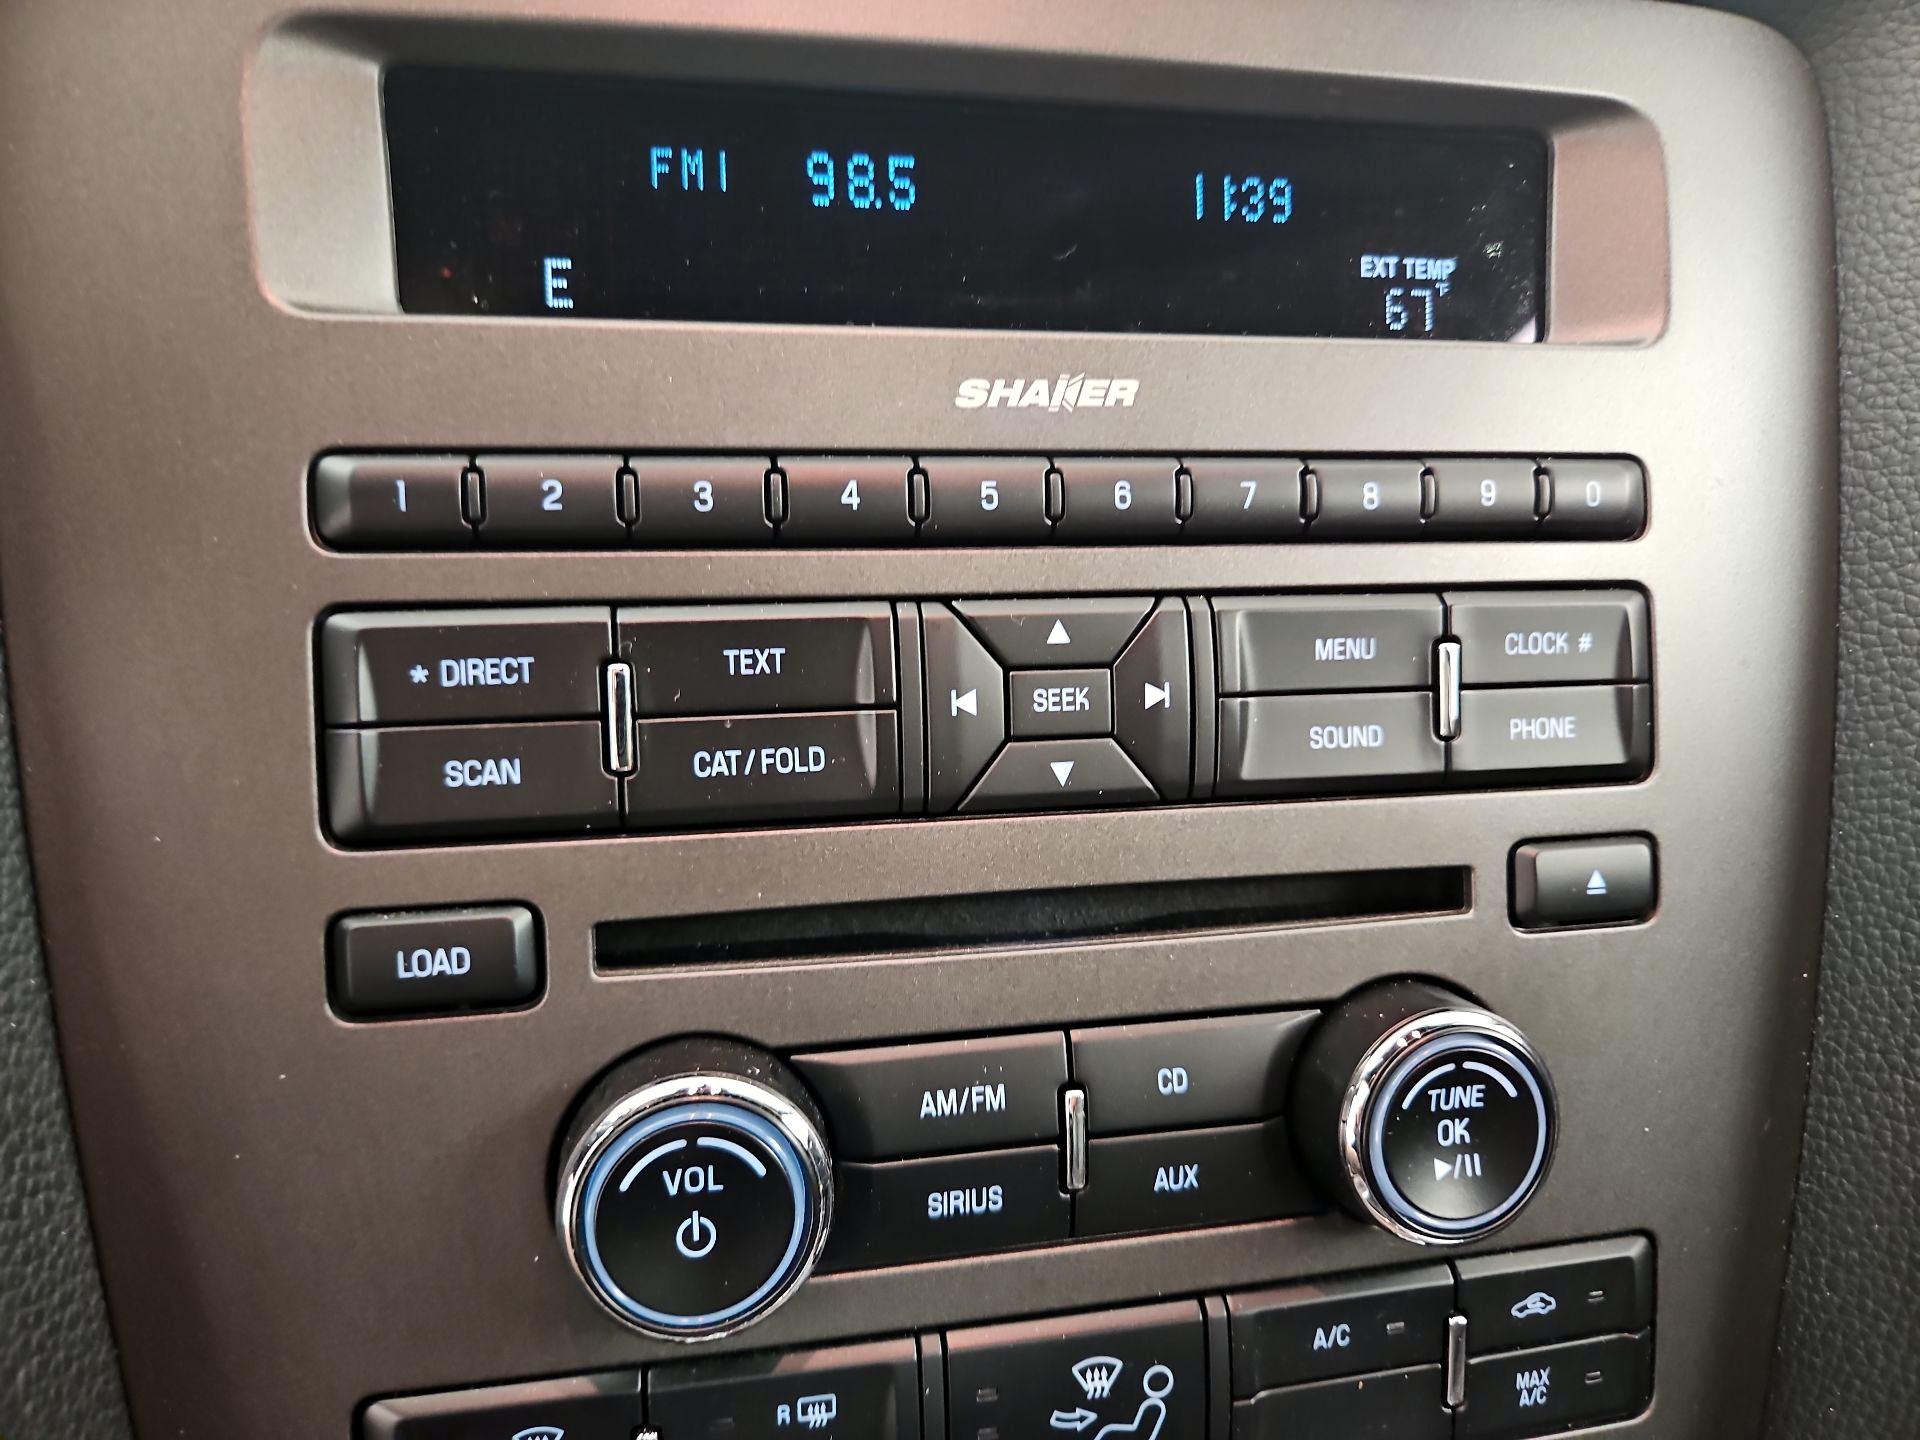 FM1 98.5 11:39
E
EXT TEMP
67°F
SHAKER
1 2 3 4 5 6 7 8 9 0
* DIRECT TEXT MENU CLOCK #
SEEK
SCAN CAT/FOLD SOUND PHONE
LOAD
AM/FM CD
TUNE
OK
VOL
SIRIUS AUX
A/C
MAX
A/C
R